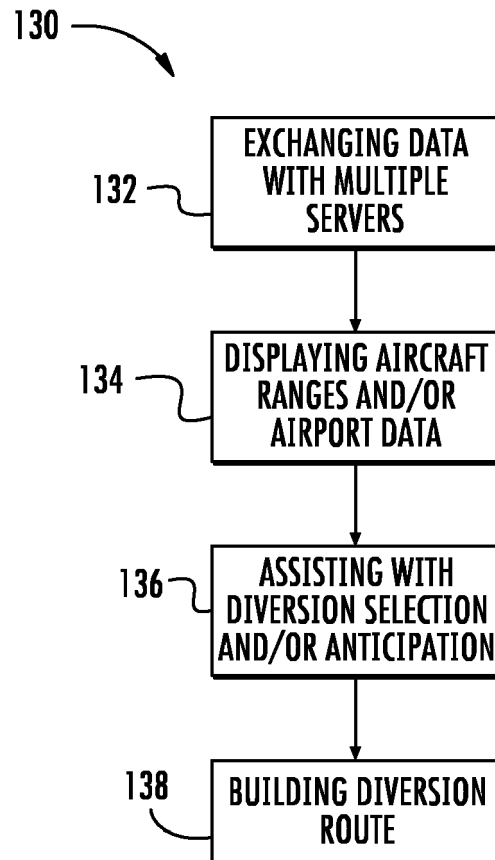 130
132
EXCHANGING DATA
WITH MULTIPLE
SERVERS
134
DISPLAYING AIRCRAFT
RANGES AND/OR
AIRPORT DATA
136
ASSISTING WITH
DIVERSION SELECTION
AND/OR ANTICIPATION
138
BUILDING DIVERSION
ROUTE